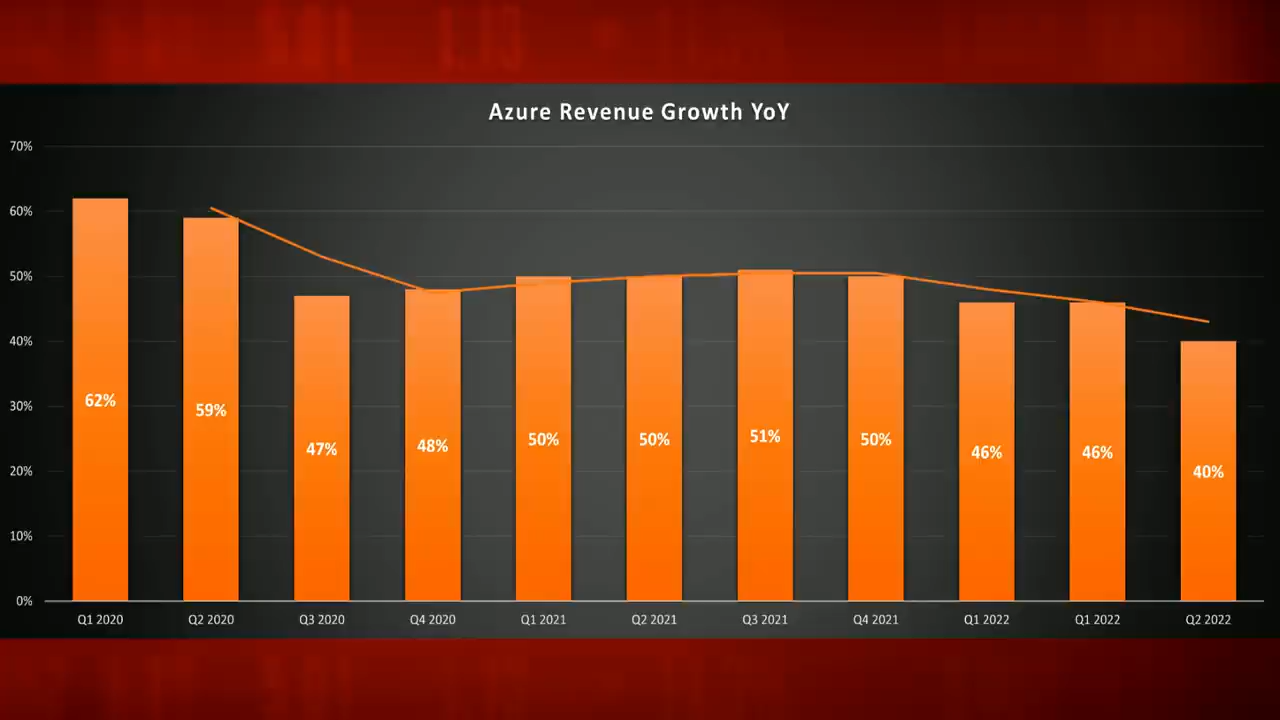 Azure Revenue Growth YoY
70%
60%
50%
40%
30%
20%
10%
0%
62%
59%
47%
48%
50%
50%
51%
50%
46%
46%
40%
Q1 2020
Q2 2020
Q3 2020
Q4 2020
Q1 2021
Q2 2021
Q3 2021
Q4 2021
Q1 2022
Q1 2022
Q2 2022